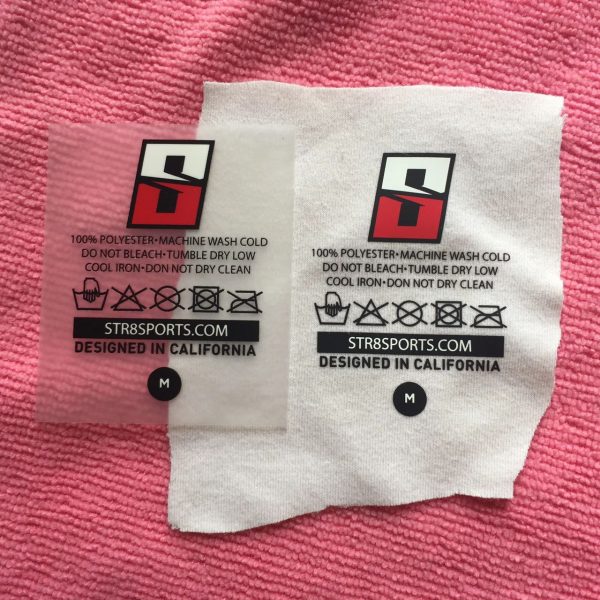 S
100% POLYESTER•MACHINE WASH COLD
DO NOT BLEACH•TUMBLE DRY LOW
COOL IRON•DON NOT DRY CLEAN
STR8SPORTS.COM
DESIGNED IN CALIFORNIA
M
S
100% POLYESTER•MACHINE WASH COLD
DO NOT BLEACH•TUMBLE DRY LOW
COOL IRON•DON NOT DRY CLEAN
STR8SPORTS.COM
DESIGNED IN CALIFORNIA
M